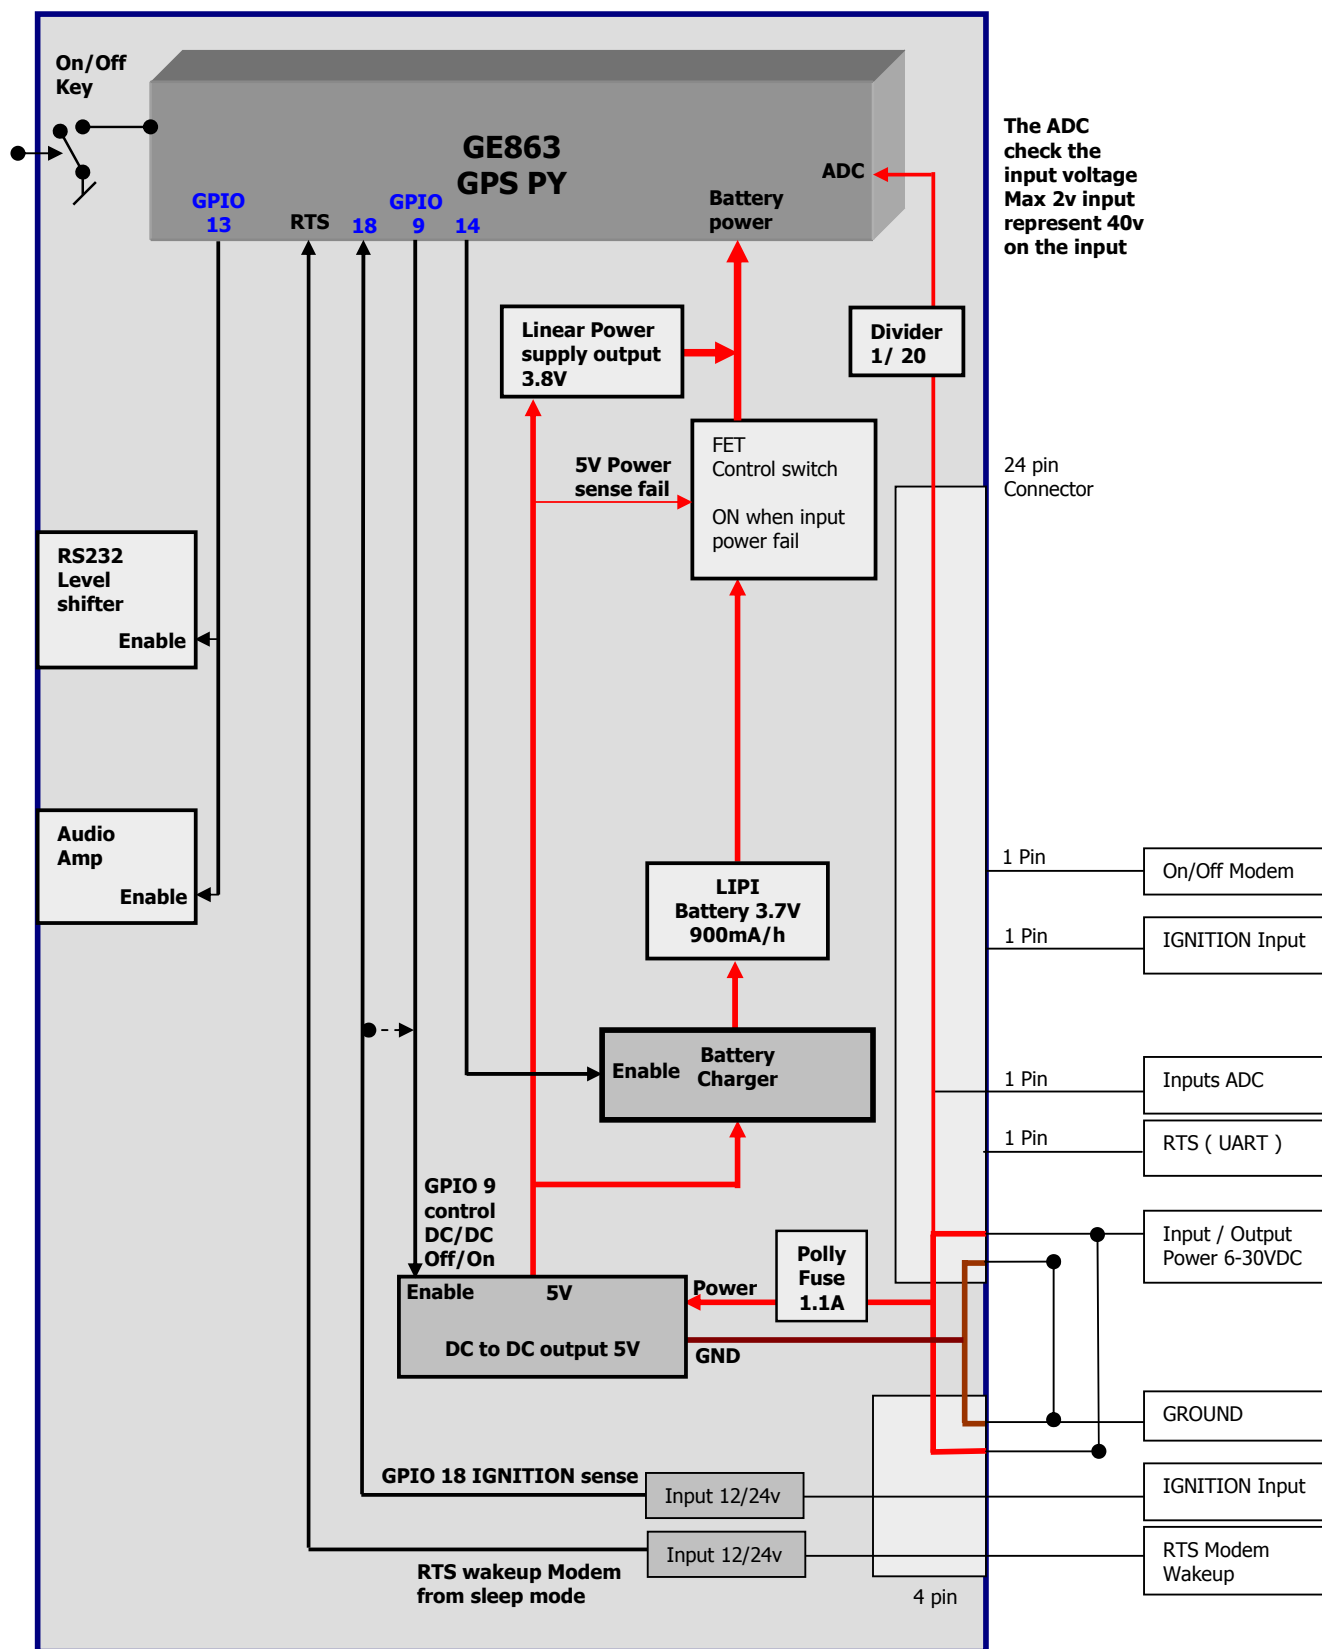 On/Off
Key
GE863
GPS PY
ADC
GPIO
13
RTS
18
GPIO
9
14
Battery
power
The ADC
check the
input voltage
Max 2v input
represent 40v
on the input
Linear Power
supply output
3.8V
Divider
1/ 20
5V Power
sense fail
FET
Control switch
ON when input
power fail
24 pin
Connector
RS232
Level
shifter
Enable
Audio
Amp
Enable
LIPI
Battery 3.7V
900mA/h
1 Pin
On/Off Modem
1 Pin
IGNITION Input
Enable
Battery
Charger
1 Pin
Inputs ADC
1 Pin
RTS ( UART )
GPIO 9
control
DC/DC
Off/On
Polly
Fuse
1.1A
Input / Output
Power 6-30VDC
Enable
5V
Power
DC to DC output 5V
GND
GROUND
GPIO 18 IGNITION sense
Input 12/24v
IGNITION Input
RTS wakeup Modem
from sleep mode
Input 12/24v
RTS Modem
Wakeup
4 pin